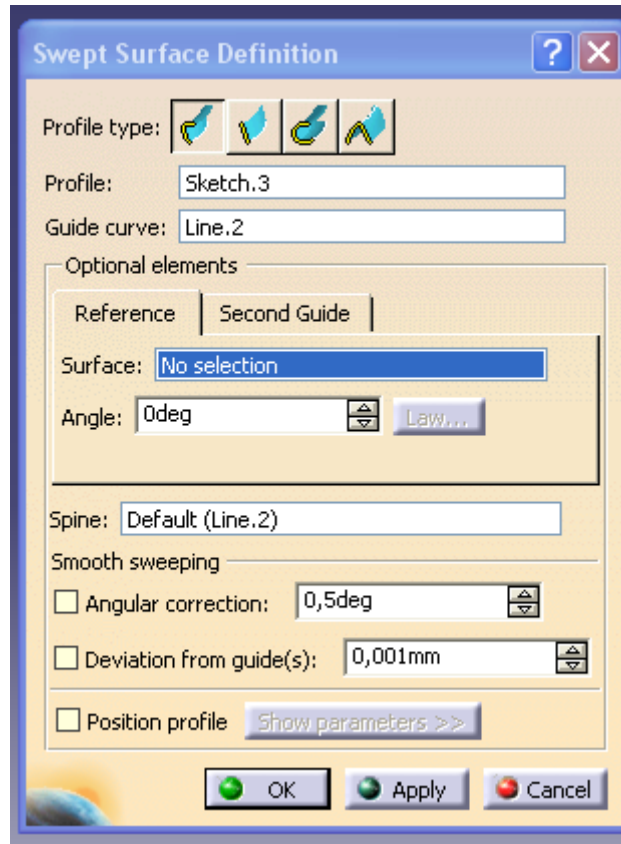 Swept Surface Definition
?
Profile type:
Profile: Sketch.3
Guide curve: Line.2
Optional elements
Reference Second Guide
Surface: No selection
Angle: 0deg Law...
Spine: Default (Line.2)
Smooth sweeping
Angular correction: 0,5deg
Deviation from guide(s): 0,001mm
Position profile Show parameters >>
OK Apply Cancel